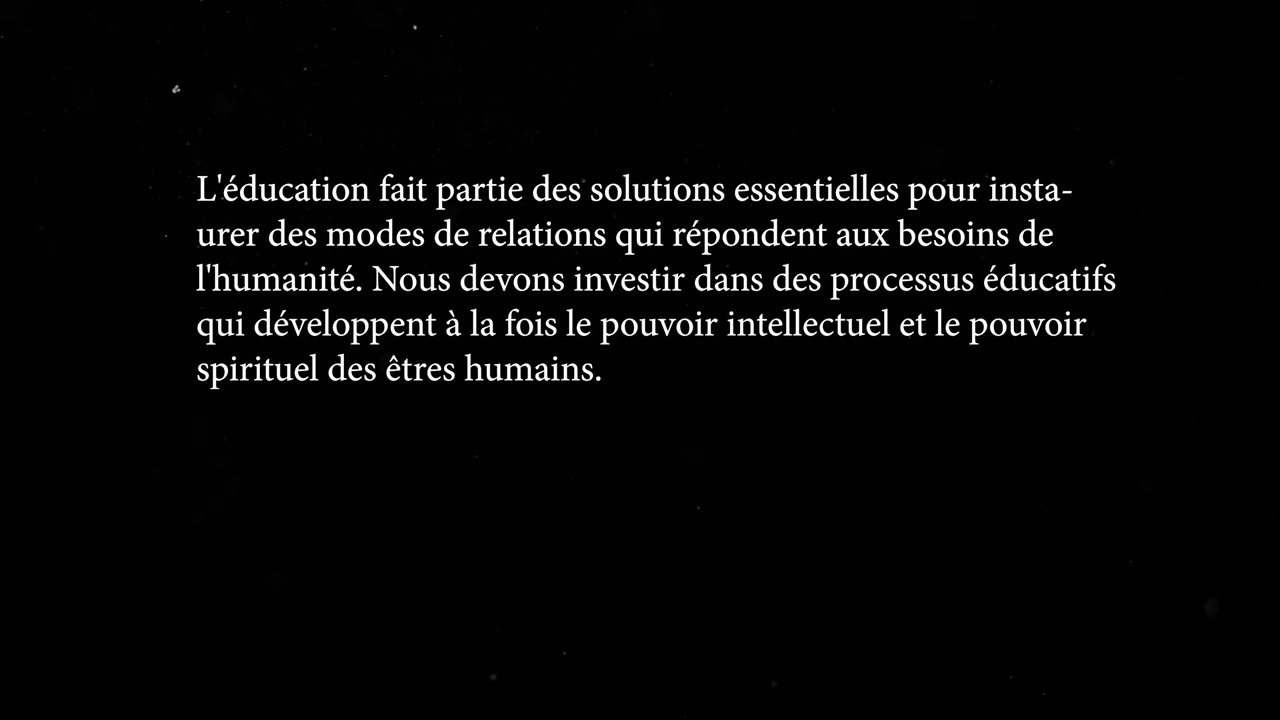 L'éducation fait partie des solutions essentielles pour insta-
urer des modes de relations qui répondent aux besoins de
l'humanité. Nous devons investir dans des processus éducatifs
qui développent à la fois le pouvoir intellectuel et le pouvoir
spirituel des êtres humains.